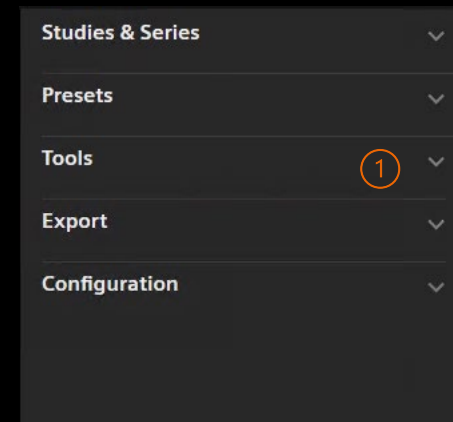 Studies & Series
Presets
Tools
1
Export
Configuration